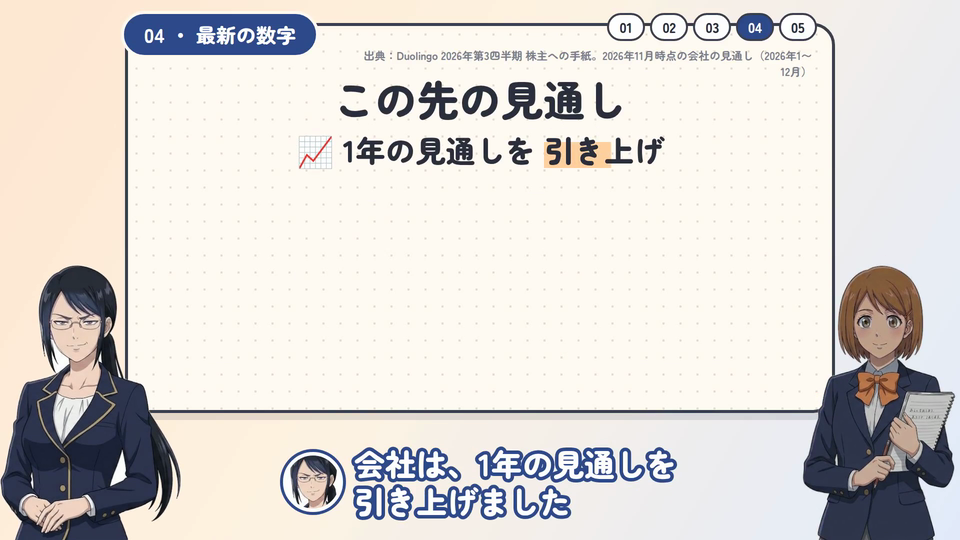 04 ・ 最新の数字
01 02 03 04 05
出典：Duolingo 2026年第3四半期 株主への手紙。2026年11月時点の会社の見通し（2026年1〜
12月）
この先の見通し
1年の見通しを 引き上げ
会社は、1年の見通しを
引き上げました